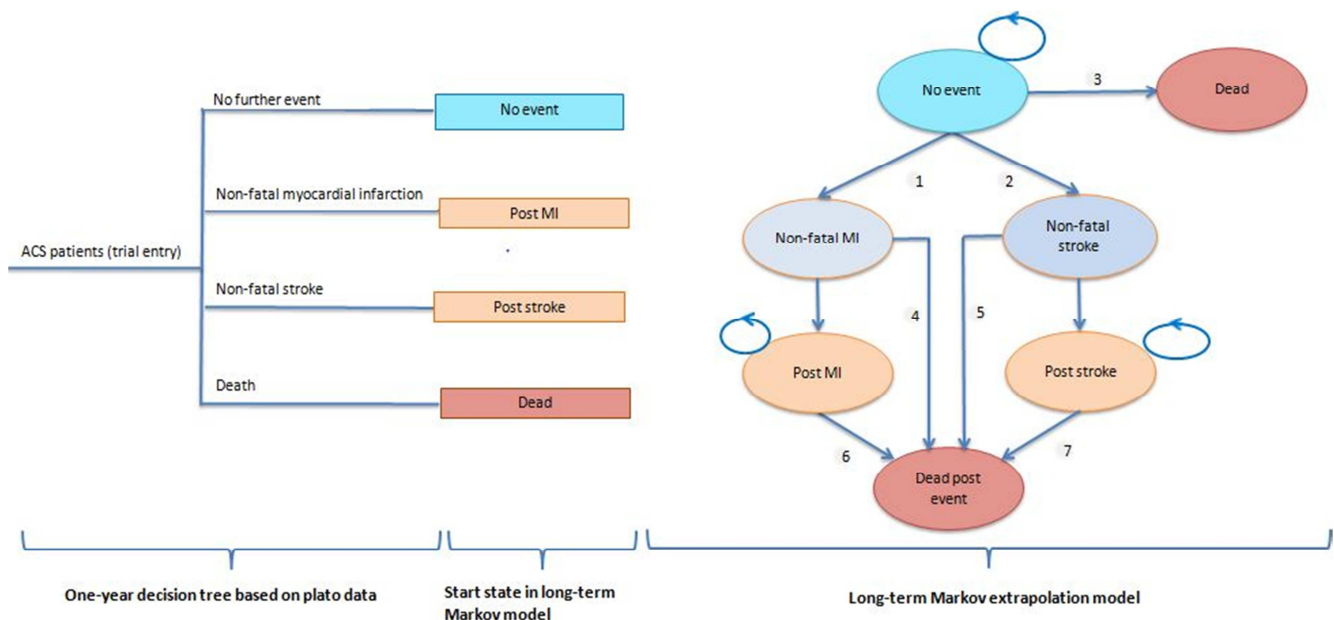 No further event
No event
Non-fatal myocardial infarction
Post MI
ACS patients (trial entry)
Non-fatal stroke
Post stroke
Death
Dead
No event
3
Dead
1
2
Non-fatal MI
Non-fatal
stroke
4
5
Post MI
Post stroke
6
7
Dead post
event
One-year decision tree based on plato data
Start state in long-term
Markov model
Long-term Markov extrapolation model